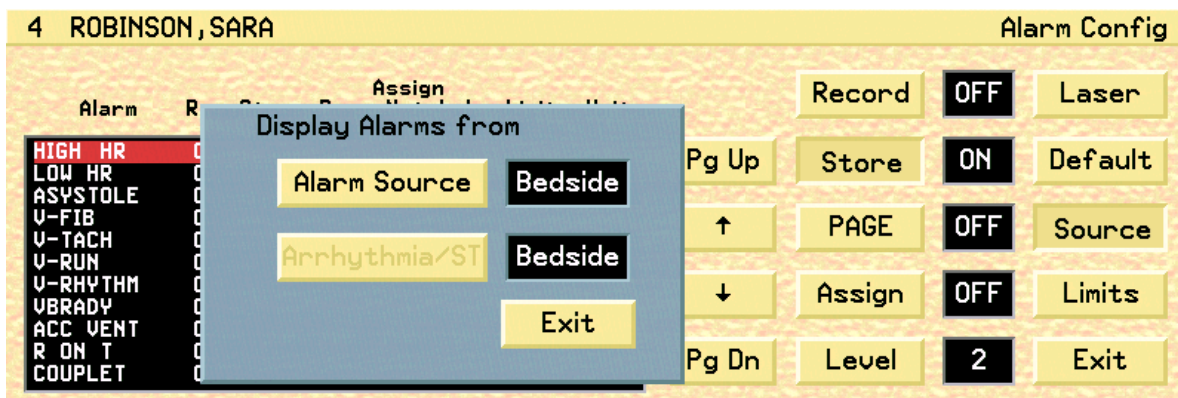 4 ROBINSON,SARA Alarm Config
Assign
Alarm
Display Alarms from
Alarm Source Bedside
Arrhythmia/ST Bedside
Exit
HIGH HR
LOW HR
ASYSTOLE
V-FIB
V-TACH
V-RUN
V-RHYTHM
VBRADY
ACC VENT
R ON T
COUPLET
Pg Up
↑
↓
Pg Dn
Record OFF Laser
Store ON Default
PAGE OFF Source
Assign OFF Limits
Level 2 Exit